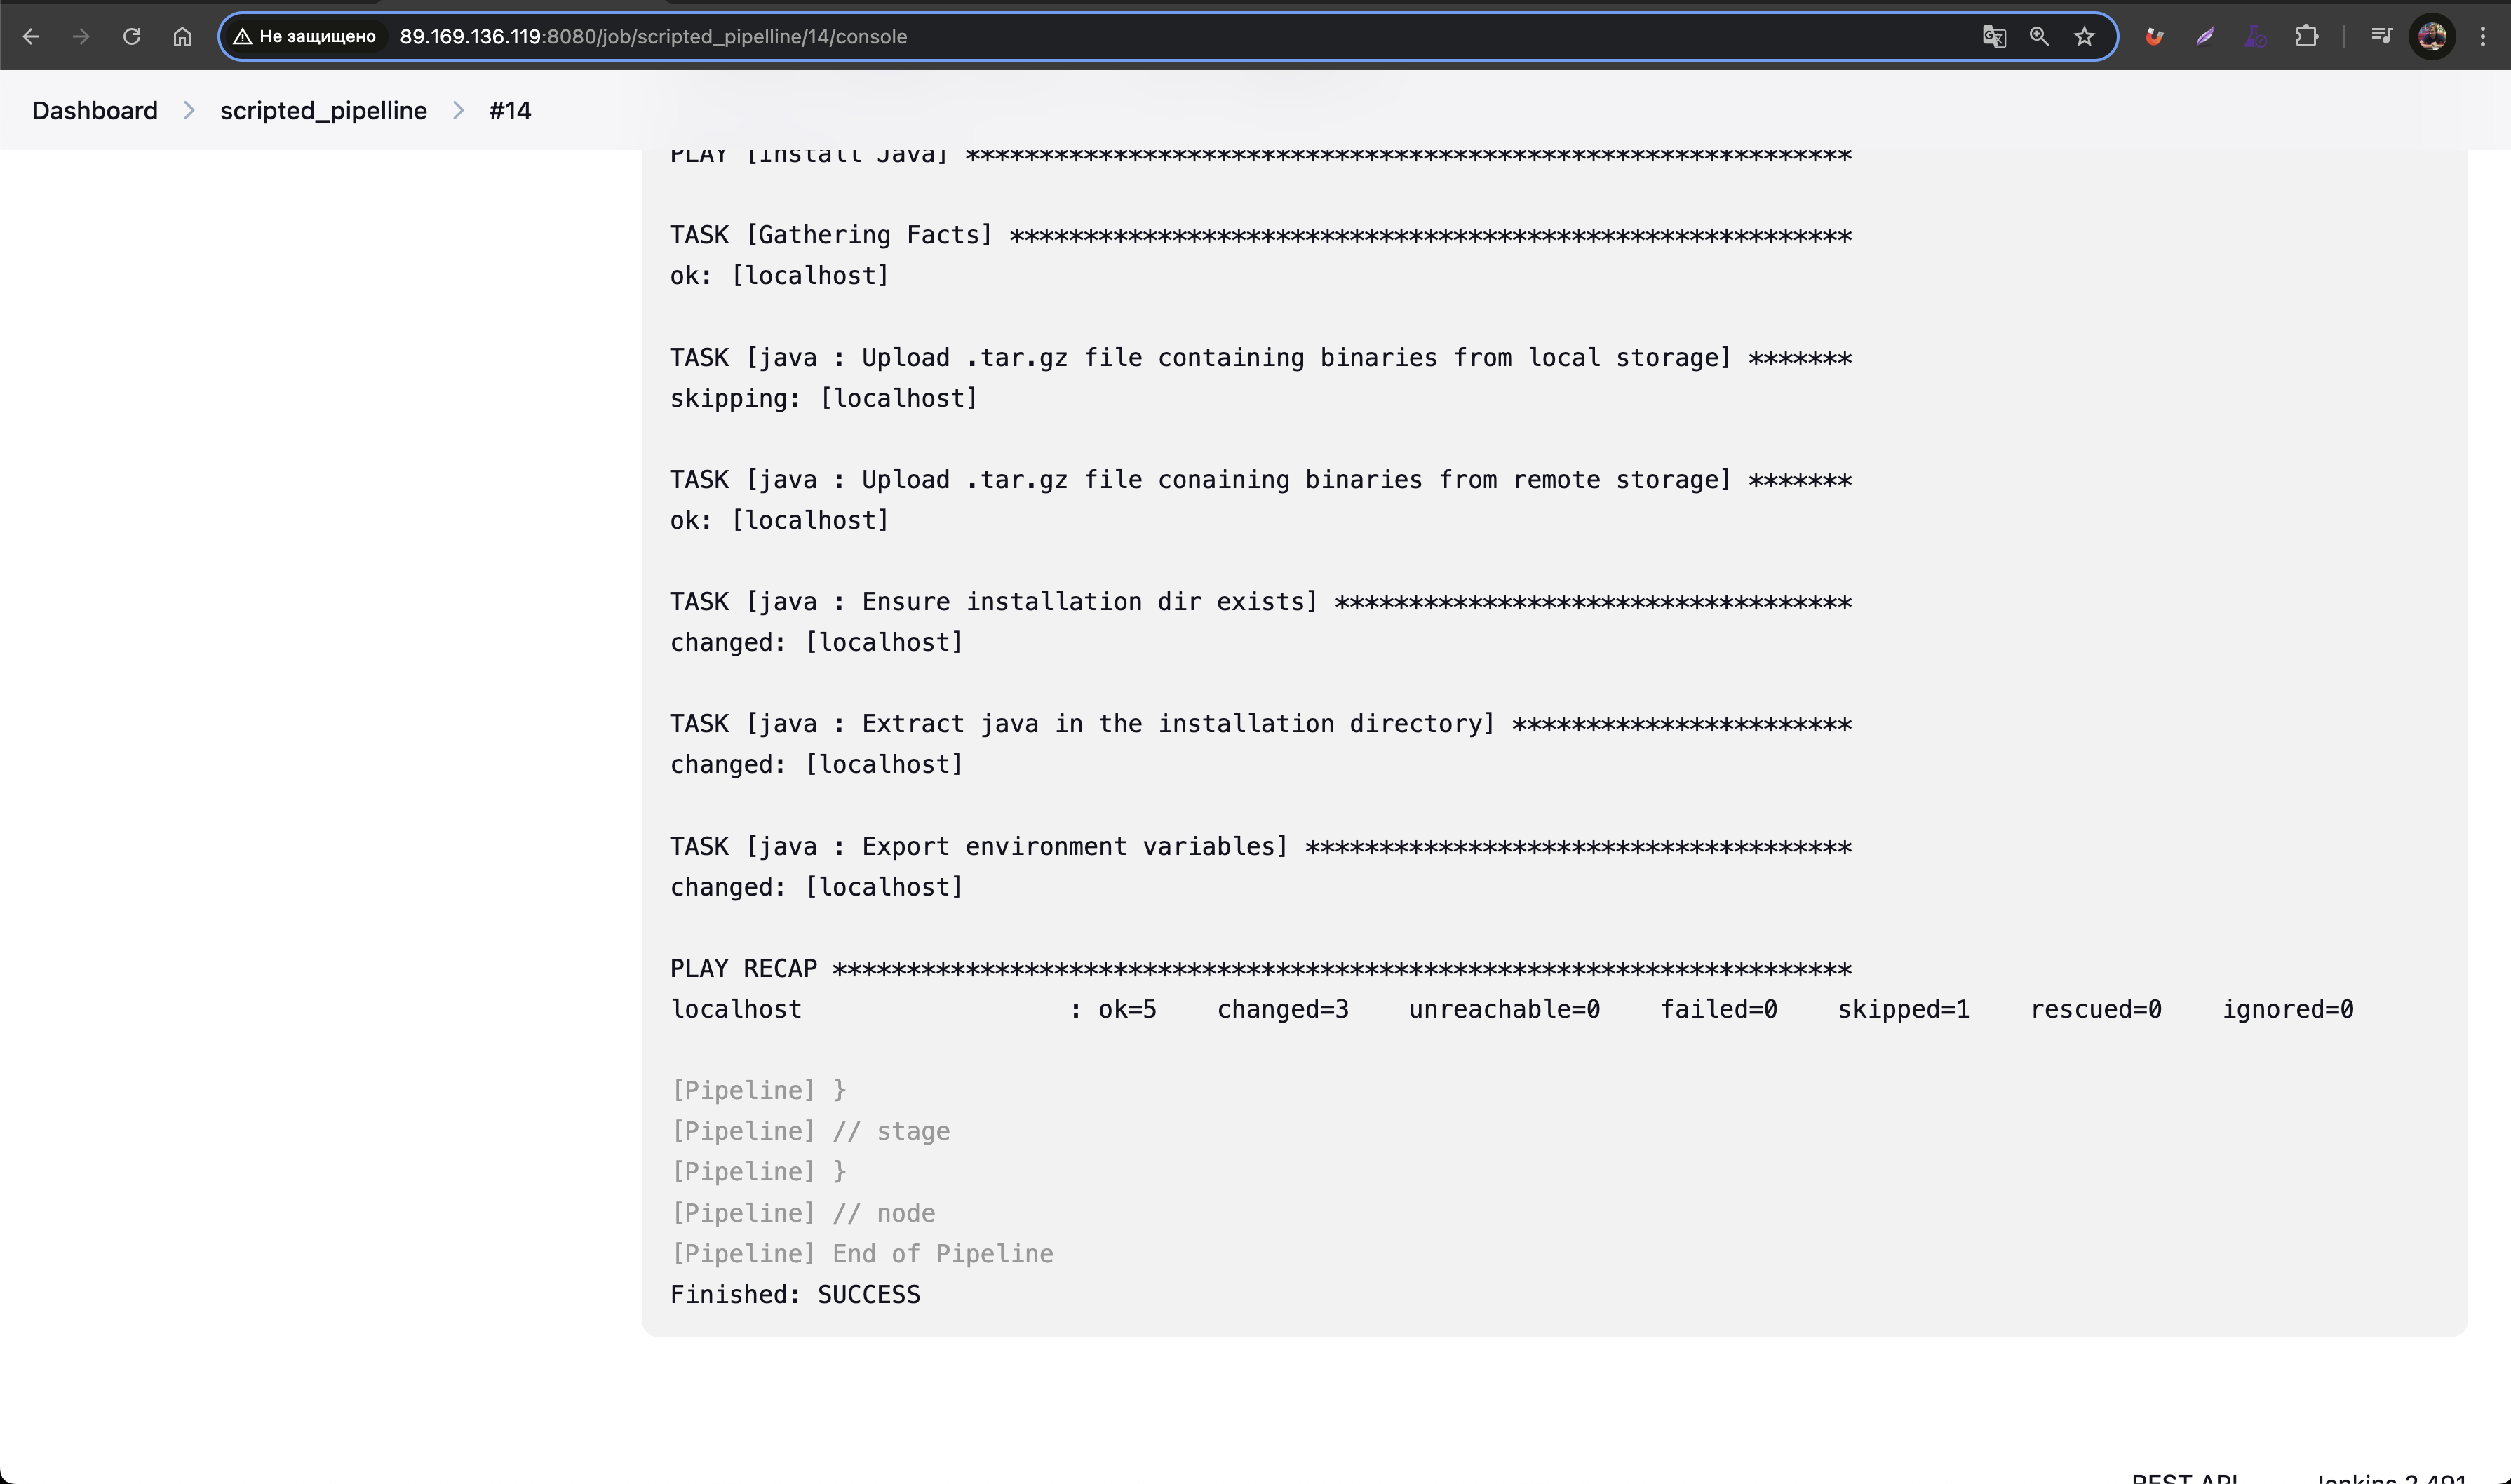 Не защищено 89.169.136.119:8080/job/scripted_pipelline/14/console
Dashboard > scripted_pipelline > #14
PLAY [Install Java] ************************************************************
TASK [Gathering Facts] *********************************************************
ok: [localhost]
TASK [java : Upload .tar.gz file containing binaries from local storage] *******
skipping: [localhost]
TASK [java : Upload .tar.gz file conaining binaries from remote storage] *******
ok: [localhost]
TASK [java : Ensure installation dir exists] ***********************************
changed: [localhost]
TASK [java : Extract java in the installation directory] ***********************
changed: [localhost]
TASK [java : Export environment variables] *************************************
changed: [localhost]
PLAY RECAP *********************************************************************
localhost : ok=5 changed=3 unreachable=0 failed=0 skipped=1 rescued=0 ignored=0
[Pipeline] }
[Pipeline] // stage
[Pipeline] }
[Pipeline] // node
[Pipeline] End of Pipeline
Finished: SUCCESS
REST API Jenkins 2.491